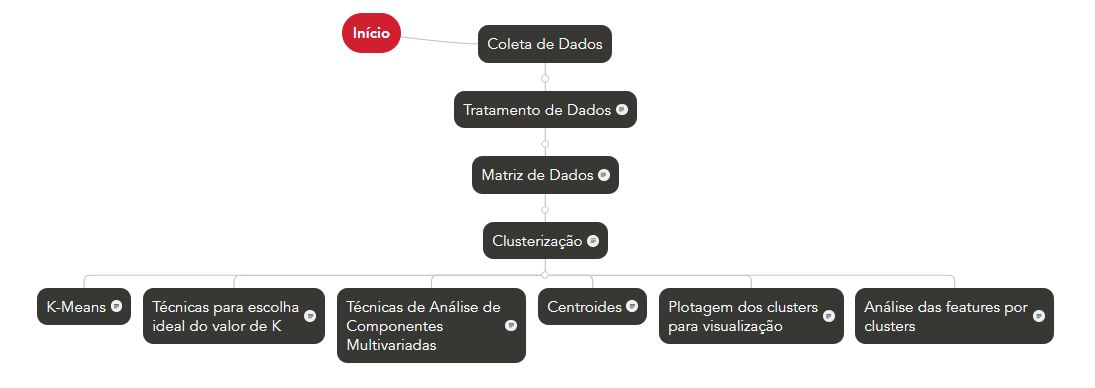 Início
Coleta de Dados
Tratamento de Dados
Matriz de Dados
Clusterização
K-Means
Técnicas para escolha
ideal do valor de K
Técnicas de Análise de
Componentes
Multivariadas
Centroides
Plotagem dos clusters
para visualização
Análise das features por
clusters